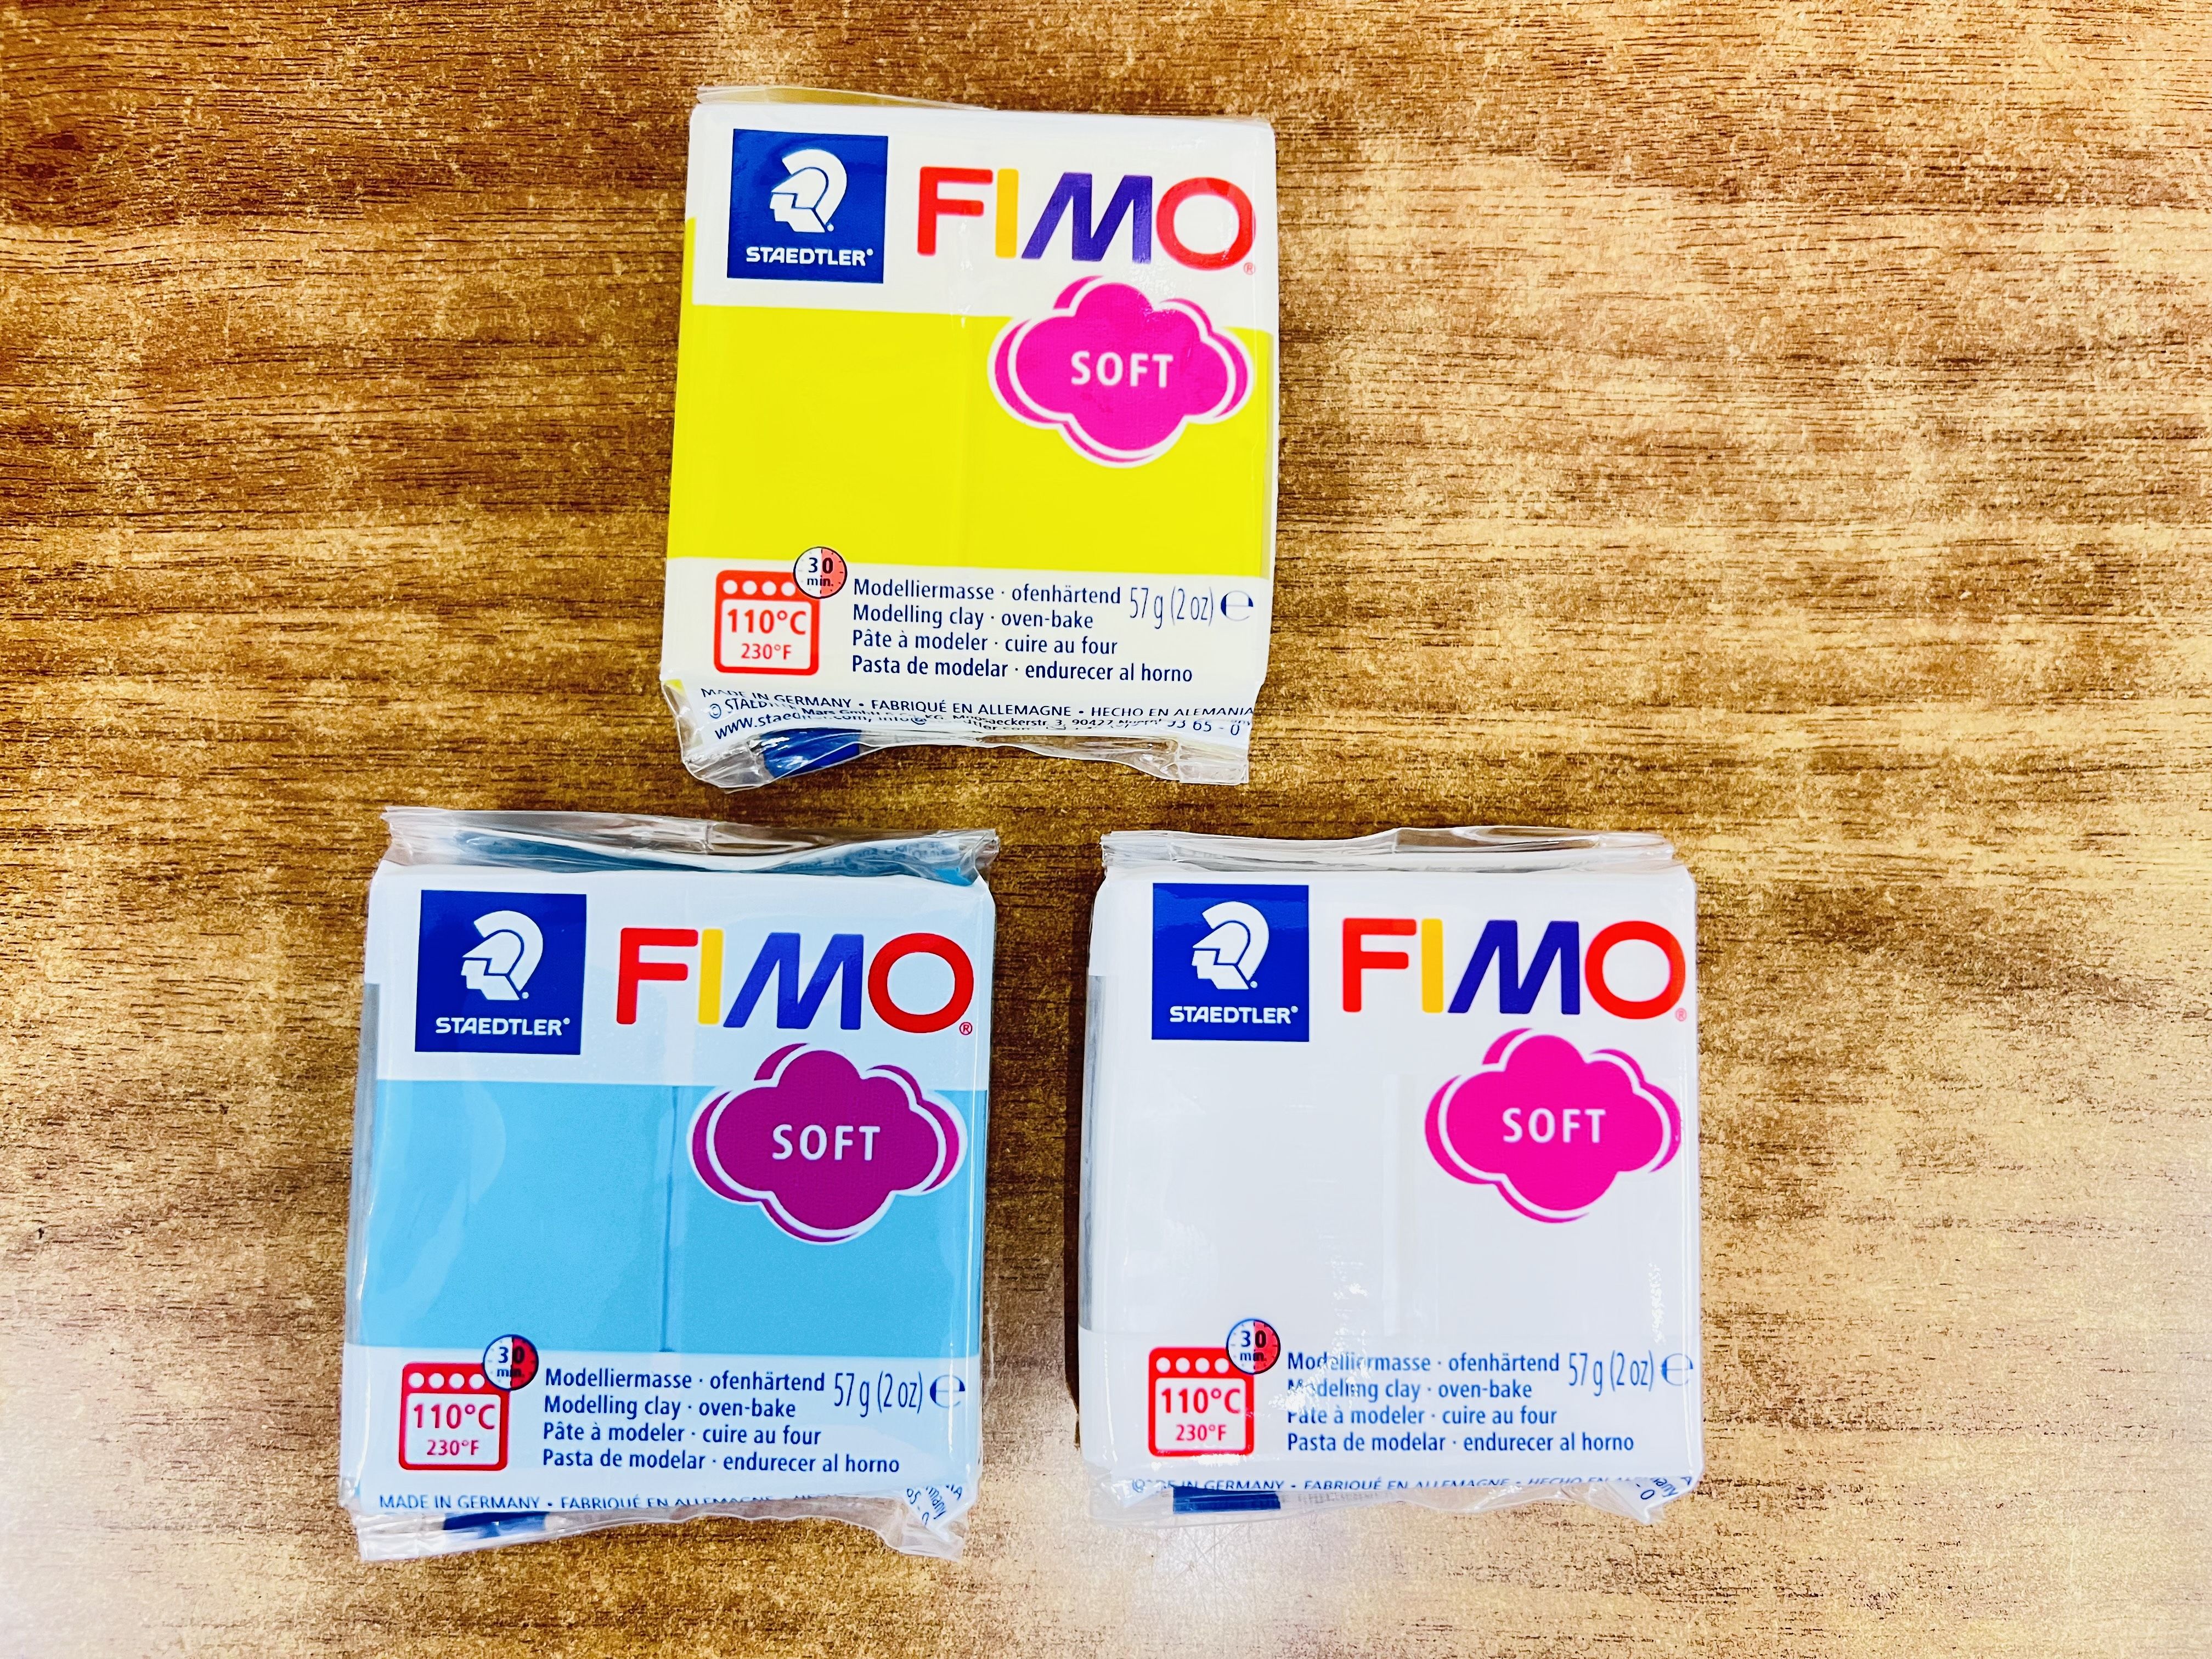 STAEDTLER®
FIMO®
SOFT
30
min.
110°C
230°F
Modelliermasse · ofenhärtend 57 g (2 oz) ℮
Modelling clay · oven-bake
Pâte à modeler · cuire au four
Pasta de modelar · endurecer al horno
MADE IN GERMANY • FABRIQUÉ EN ALLEMAGNE • HECHO EN ALEMANIA
STAEDTLER®
FIMO®
SOFT
30
min.
110°C
230°F
Modelliermasse · ofenhärtend 57 g (2 oz) ℮
Modelling clay · oven-bake
Pâte à modeler · cuire au four
Pasta de modelar · endurecer al horno
MADE IN GERMANY • FABRIQUÉ EN ALLEMAGNE
STAEDTLER®
FIMO®
SOFT
30
min.
110°C
230°F
Modelliermasse · ofenhärtend 57 g (2 oz) ℮
Modelling clay · oven-bake
Pâte à modeler · cuire au four
Pasta de modelar · endurecer al horno
IN GERMANY • FABRIQUÉ EN ALLEMAGNE • HECHO EN